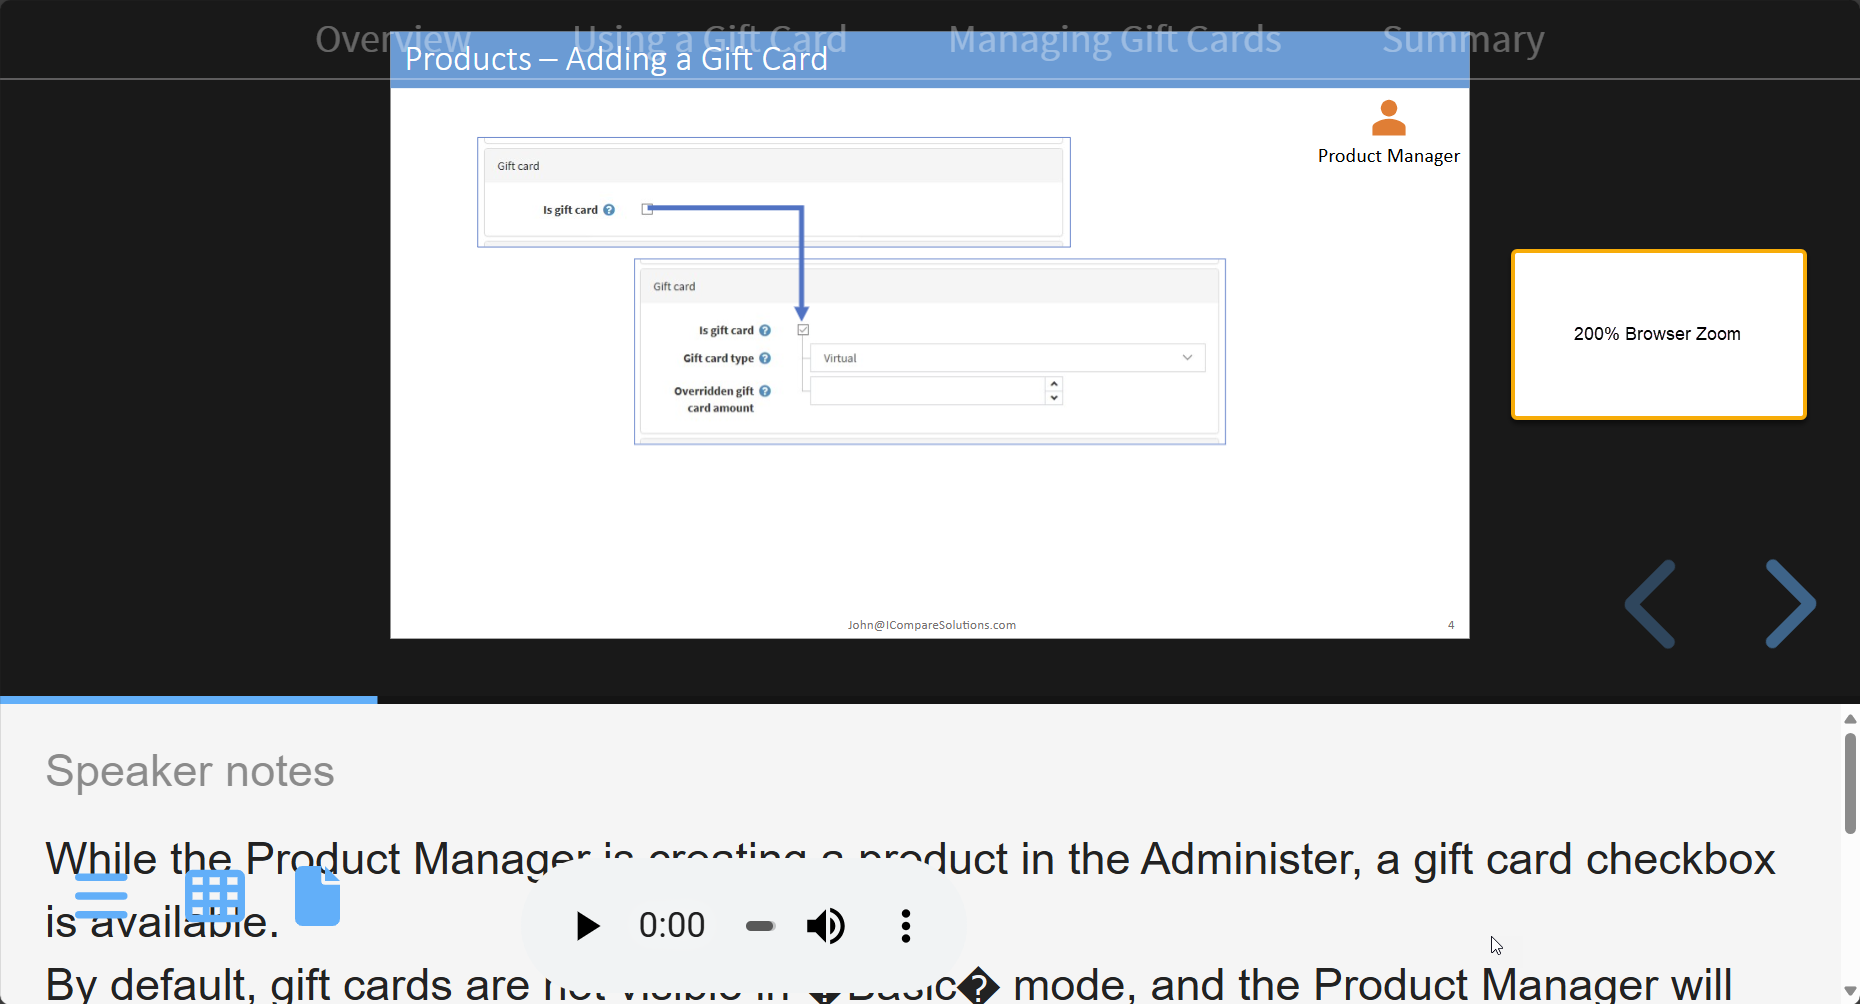 Overview Using a Gift Card Managing Gift Cards Summary
Products – Adding a Gift Card
Product Manager
Gift card
Is gift card ?
Gift card
Is gift card ?
Gift card type ? Virtual
Overridden gift ?
card amount
200% Browser Zoom
John@ICompareSolutions.com 4
Speaker notes
While the Product Manager is creating a product in the Administer, a gift card checkbox
is available.
0:00
By default, gift cards are not visible in �Basic� mode, and the Product Manager will